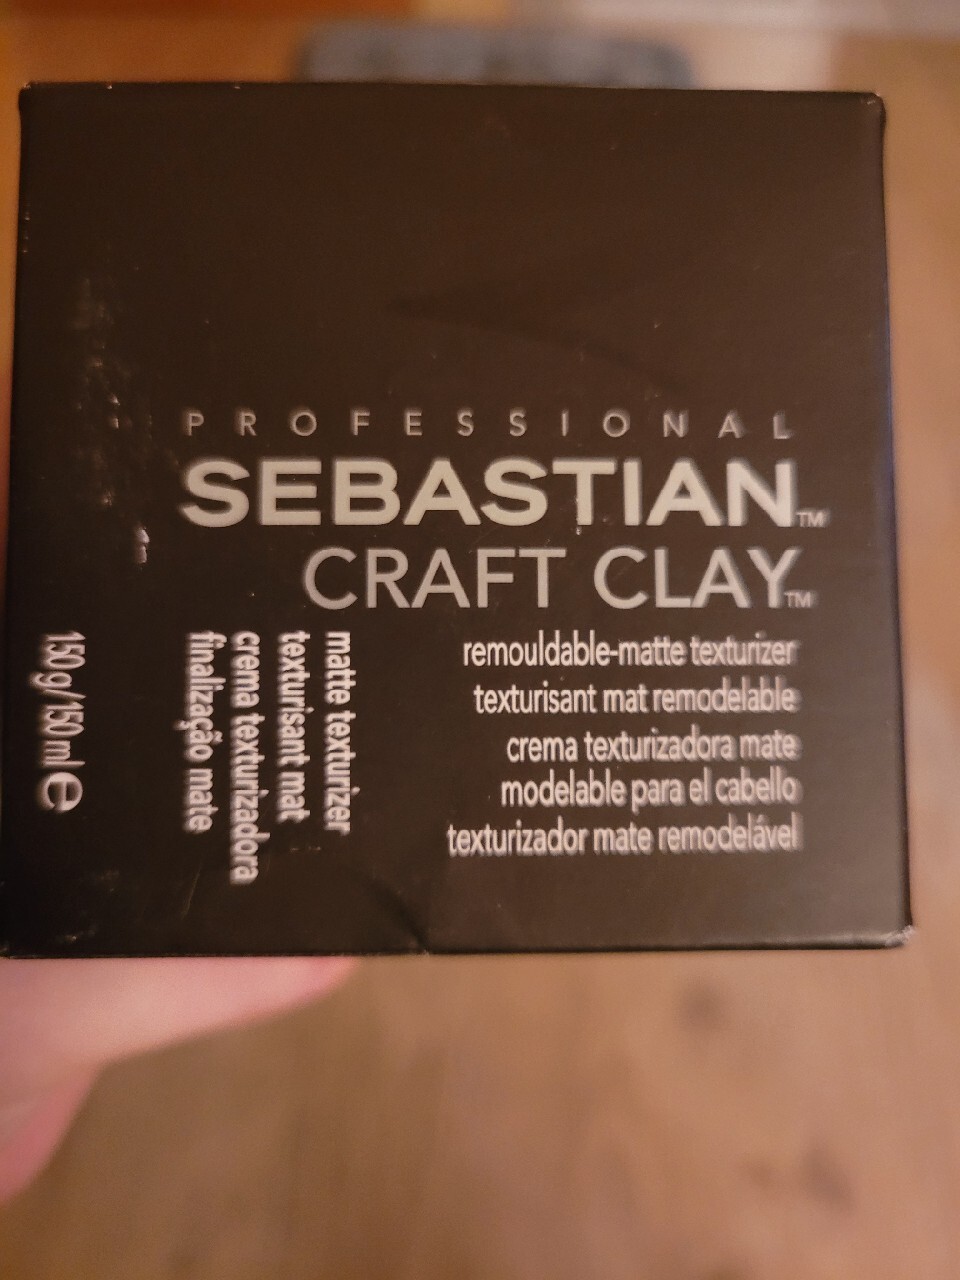 PROFESSIONAL
SEBASTIAN™
CRAFT CLAY™
remouldable-matte texturizer
texturisant mat remodelable
crema texturizadora mate
modelable para el cabello
texturizador mate remodelável
matte texturizer
texturisant mat
crema texturizadora
finalização mate
150 g/150 ml e